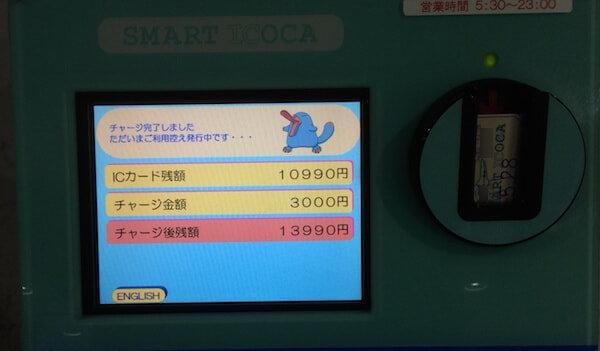 営業時間 5:30～23:00
SMART ICOCA
チャージ完了しました
ただいまご利用控え発行中です・・・
ICカード残額 10990円
チャージ金額 3000円
チャージ後残額 13990円
ENGLISH